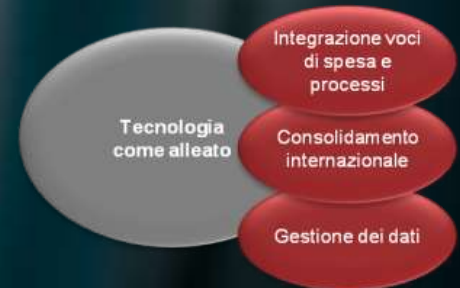 Tecnologia
come alleato
Integrazione voci
di spesa e
processi
Consolidamento
internazionale
Gestione dei dati